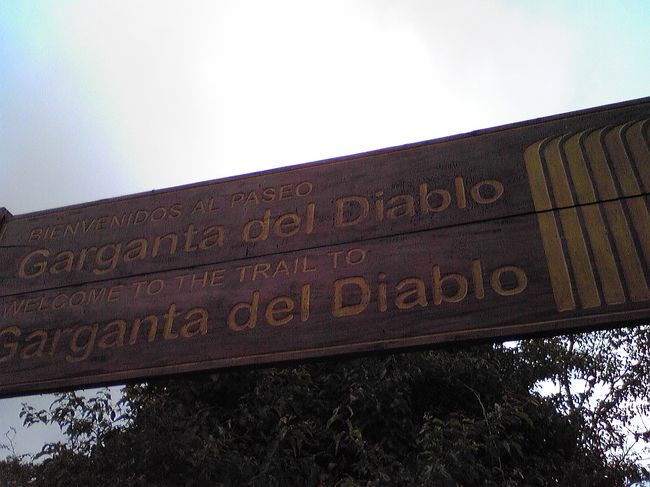 BIENVENIDOS AL PASEO
Garganta del Diablo
WELCOME TO THE TRAIL TO
Garganta del Diablo